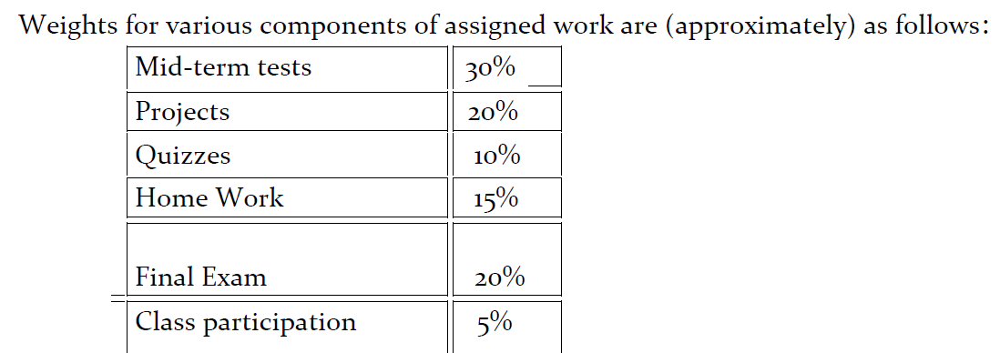 Weights for various components of assigned work are (approximately) as follows:
Mid-term tests 30%
Projects 20%
Quizzes 10%
Home Work 15%
Final Exam 20%
Class participation 5%